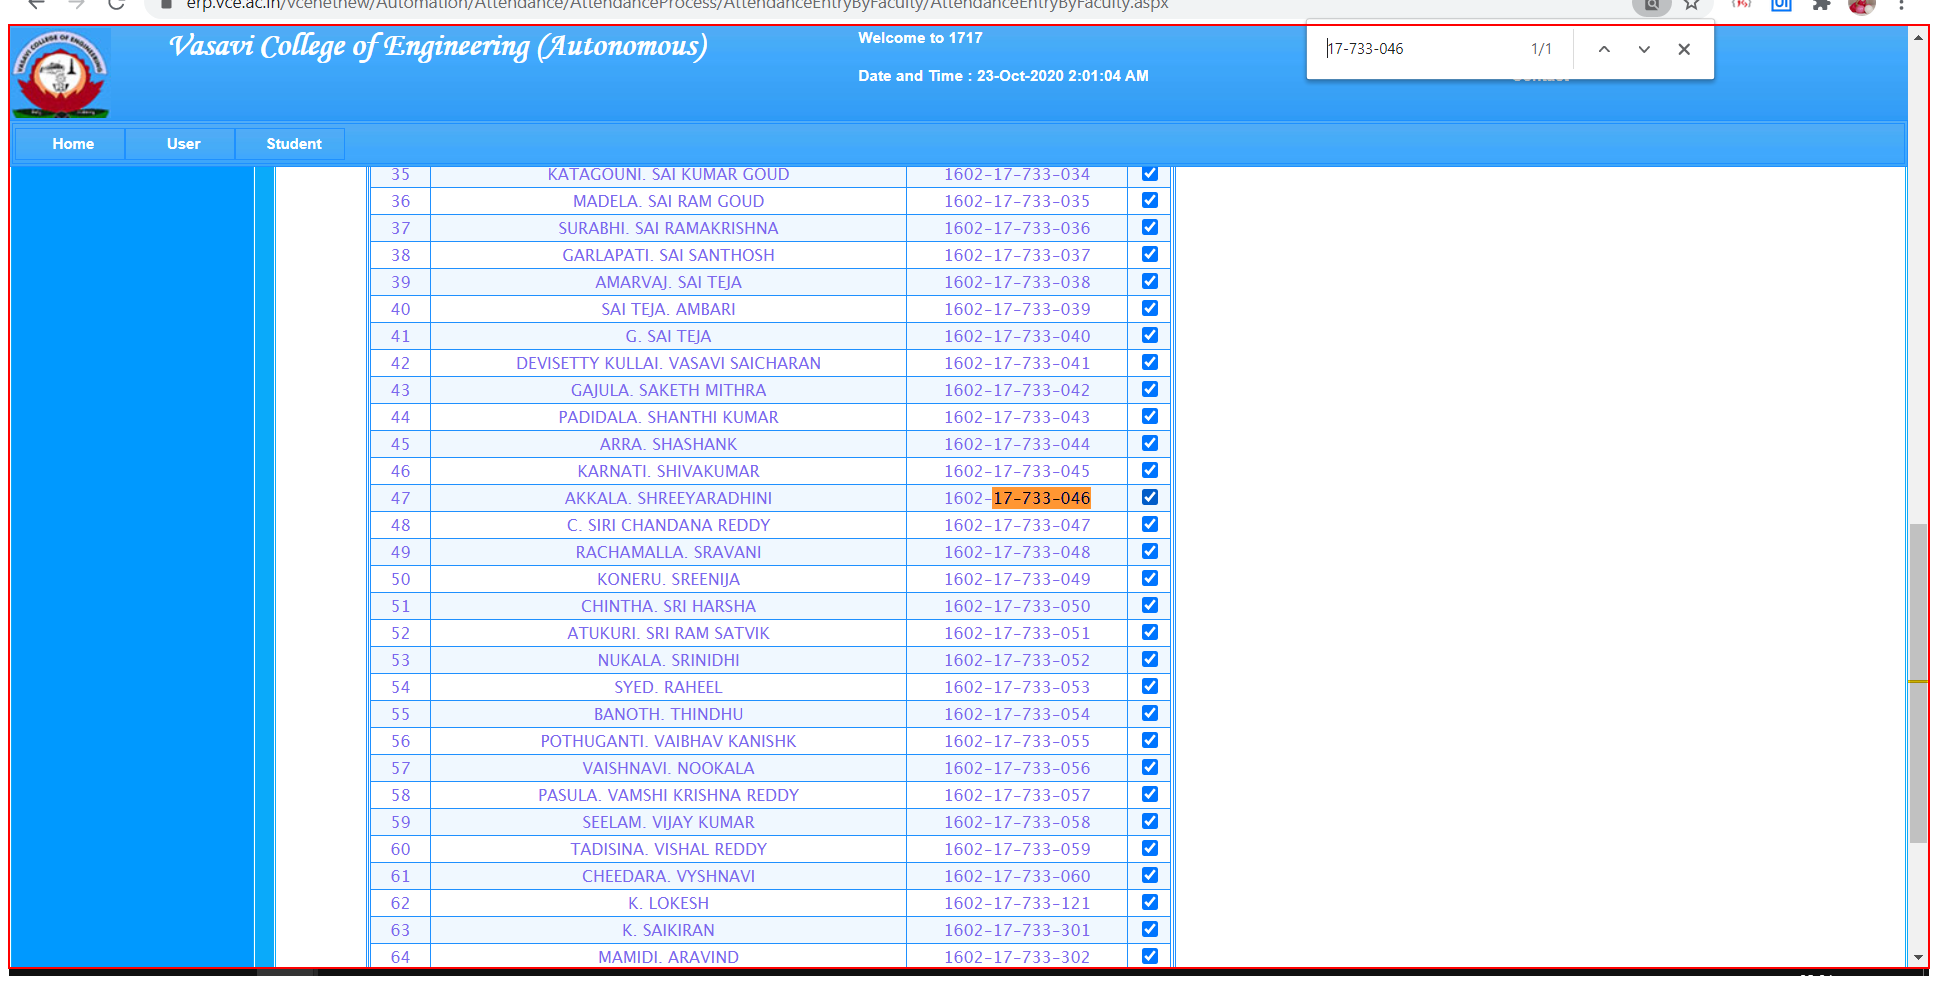 erp.vce.ac.in/vcenetnew/Automation/Attendance/AttendanceProcess/AttendanceEntryByFaculty/AttendanceEntryByFaculty.aspx
17-733-046 1/1
Vasavi College of Engineering (Autonomous)
Welcome to 1717
Date and Time : 23-Oct-2020 2:01:04 AM
VASAVI COLLEGE OF ENGINEERING
Home User Student
35 KATAGOUNI. SAI KUMAR GOUD 1602-17-733-034
36 MADELA. SAI RAM GOUD 1602-17-733-035
37 SURABHI. SAI RAMAKRISHNA 1602-17-733-036
38 GARLAPATI. SAI SANTHOSH 1602-17-733-037
39 AMARVAJ. SAI TEJA 1602-17-733-038
40 SAI TEJA. AMBARI 1602-17-733-039
41 G. SAI TEJA 1602-17-733-040
42 DEVISETTY KULLAI. VASAVI SAICHARAN 1602-17-733-041
43 GAJULA. SAKETH MITHRA 1602-17-733-042
44 PADIDALA. SHANTHI KUMAR 1602-17-733-043
45 ARRA. SHASHANK 1602-17-733-044
46 KARNATI. SHIVAKUMAR 1602-17-733-045
47 AKKALA. SHREEYARADHINI 1602-17-733-046
48 C. SIRI CHANDANA REDDY 1602-17-733-047
49 RACHAMALLA. SRAVANI 1602-17-733-048
50 KONERU. SREENIJA 1602-17-733-049
51 CHINTHA. SRI HARSHA 1602-17-733-050
52 ATUKURI. SRI RAM SATVIK 1602-17-733-051
53 NUKALA. SRINIDHI 1602-17-733-052
54 SYED. RAHEEL 1602-17-733-053
55 BANOTH. THINDHU 1602-17-733-054
56 POTHUGANTI. VAIBHAV KANISHK 1602-17-733-055
57 VAISHNAVI. NOOKALA 1602-17-733-056
58 PASULA. VAMSHI KRISHNA REDDY 1602-17-733-057
59 SEELAM. VIJAY KUMAR 1602-17-733-058
60 TADISINA. VISHAL REDDY 1602-17-733-059
61 CHEEDARA. VYSHNAVI 1602-17-733-060
62 K. LOKESH 1602-17-733-121
63 K. SAIKIRAN 1602-17-733-301
64 MAMIDI. ARAVIND 1602-17-733-302